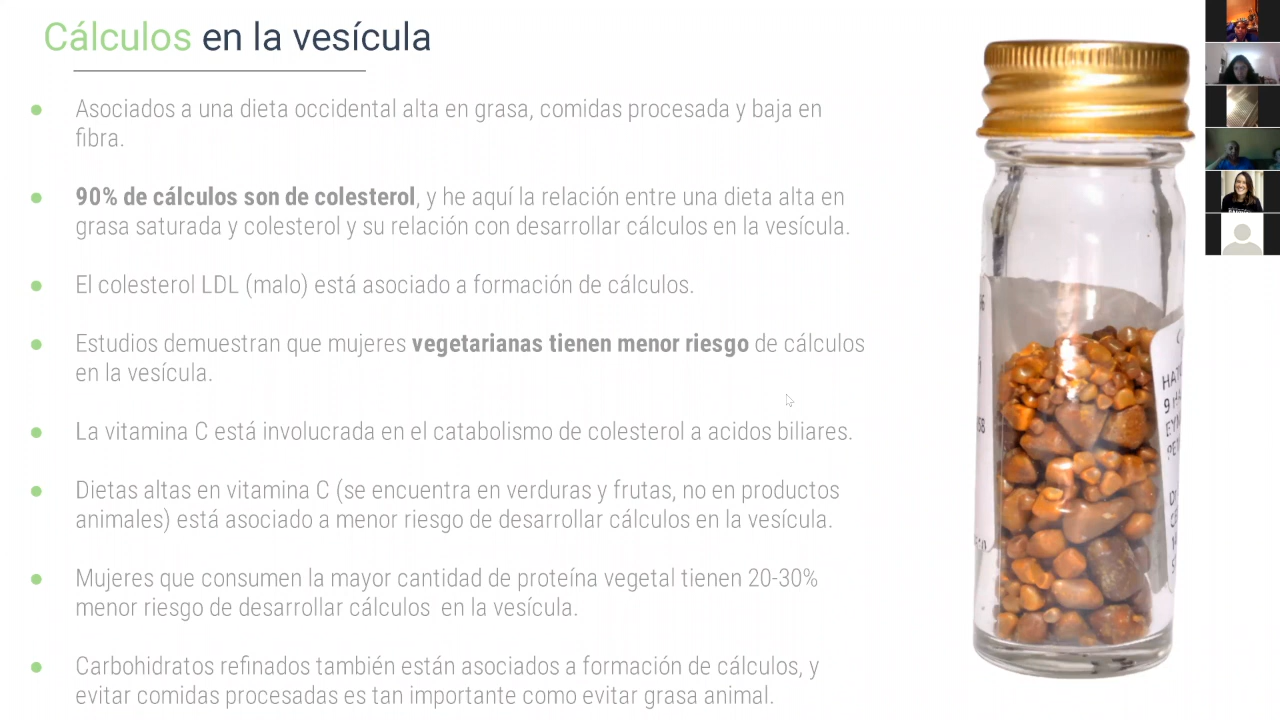 Cálculos en la vesícula
Asociados a una dieta occidental alta en grasa, comidas procesada y baja en
fibra.
90% de cálculos son de colesterol, y he aquí la relación entre una dieta alta en
grasa saturada y colesterol y su relación con desarrollar cálculos en la vesícula.
El colesterol LDL (malo) está asociado a formación de cálculos.
Estudios demuestran que mujeres vegetarianas tienen menor riesgo de cálculos
en la vesícula.
La vitamina C está involucrada en el catabolismo de colesterol a acidos biliares.
Dietas altas en vitamina C (se encuentra en verduras y frutas, no en productos
animales) está asociado a menor riesgo de desarrollar cálculos en la vesícula.
Mujeres que consumen la mayor cantidad de proteína vegetal tienen 20-30%
menor riesgo de desarrollar cálculos  en la vesícula.
Carbohidratos refinados también están asociados a formación de cálculos, y
evitar comidas procesadas es tan importante como evitar grasa animal.